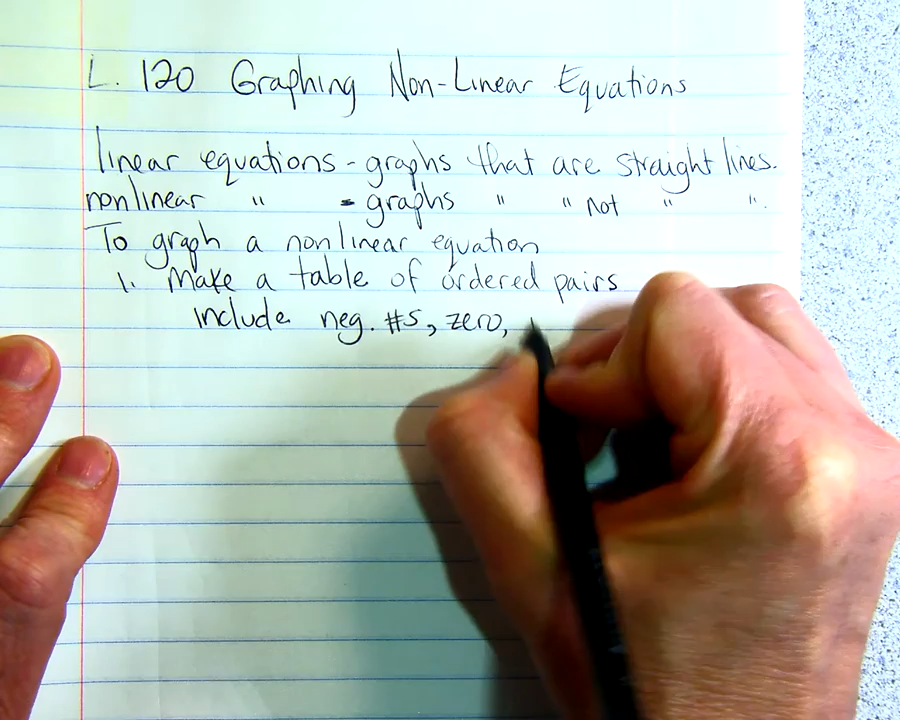 L. 120 Graphing Non-Linear Equations
linear equations - graphs that are straight lines.
nonlinear " - graphs " " not " ".
To graph a nonlinear equation
1. Make a table of ordered pairs
include neg. #s, zero,